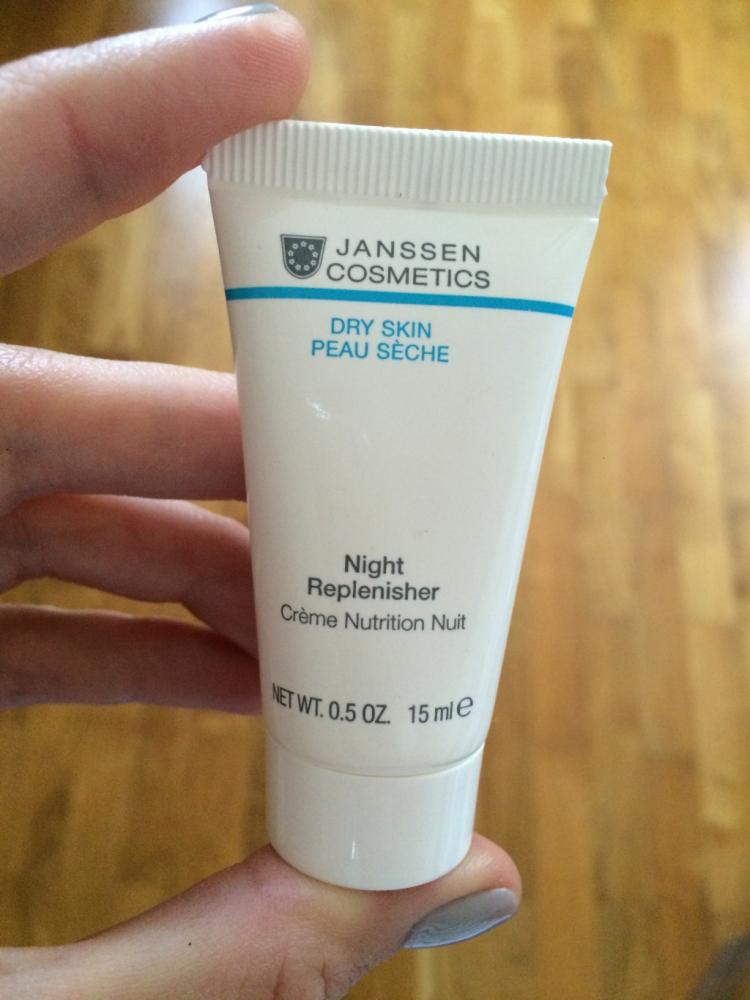 JANSSEN
COSMETICS
DRY SKIN
PEAU SÈCHE
Night
Replenisher
Crème Nutrition Nuit
NET WT. 0.5 OZ. 15 ml ℮